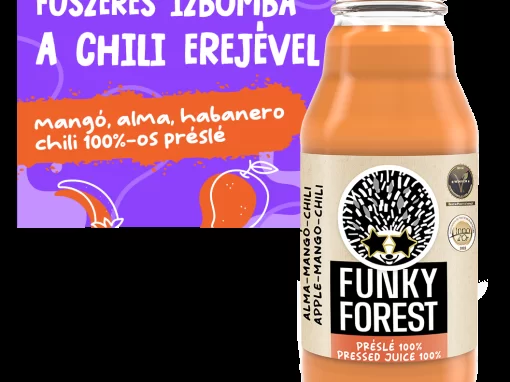 FŰSZERES ÍZBOMBA
A CHILI EREJÉVEL
mangó, alma, habanero
chili 100%-os préslé
ALMA-MANGÓ-CHILI
APPLE-MANGO-CHILI
FUNKY
FOREST
PRÉSLÉ 100%
PRESSED JUICE 100%